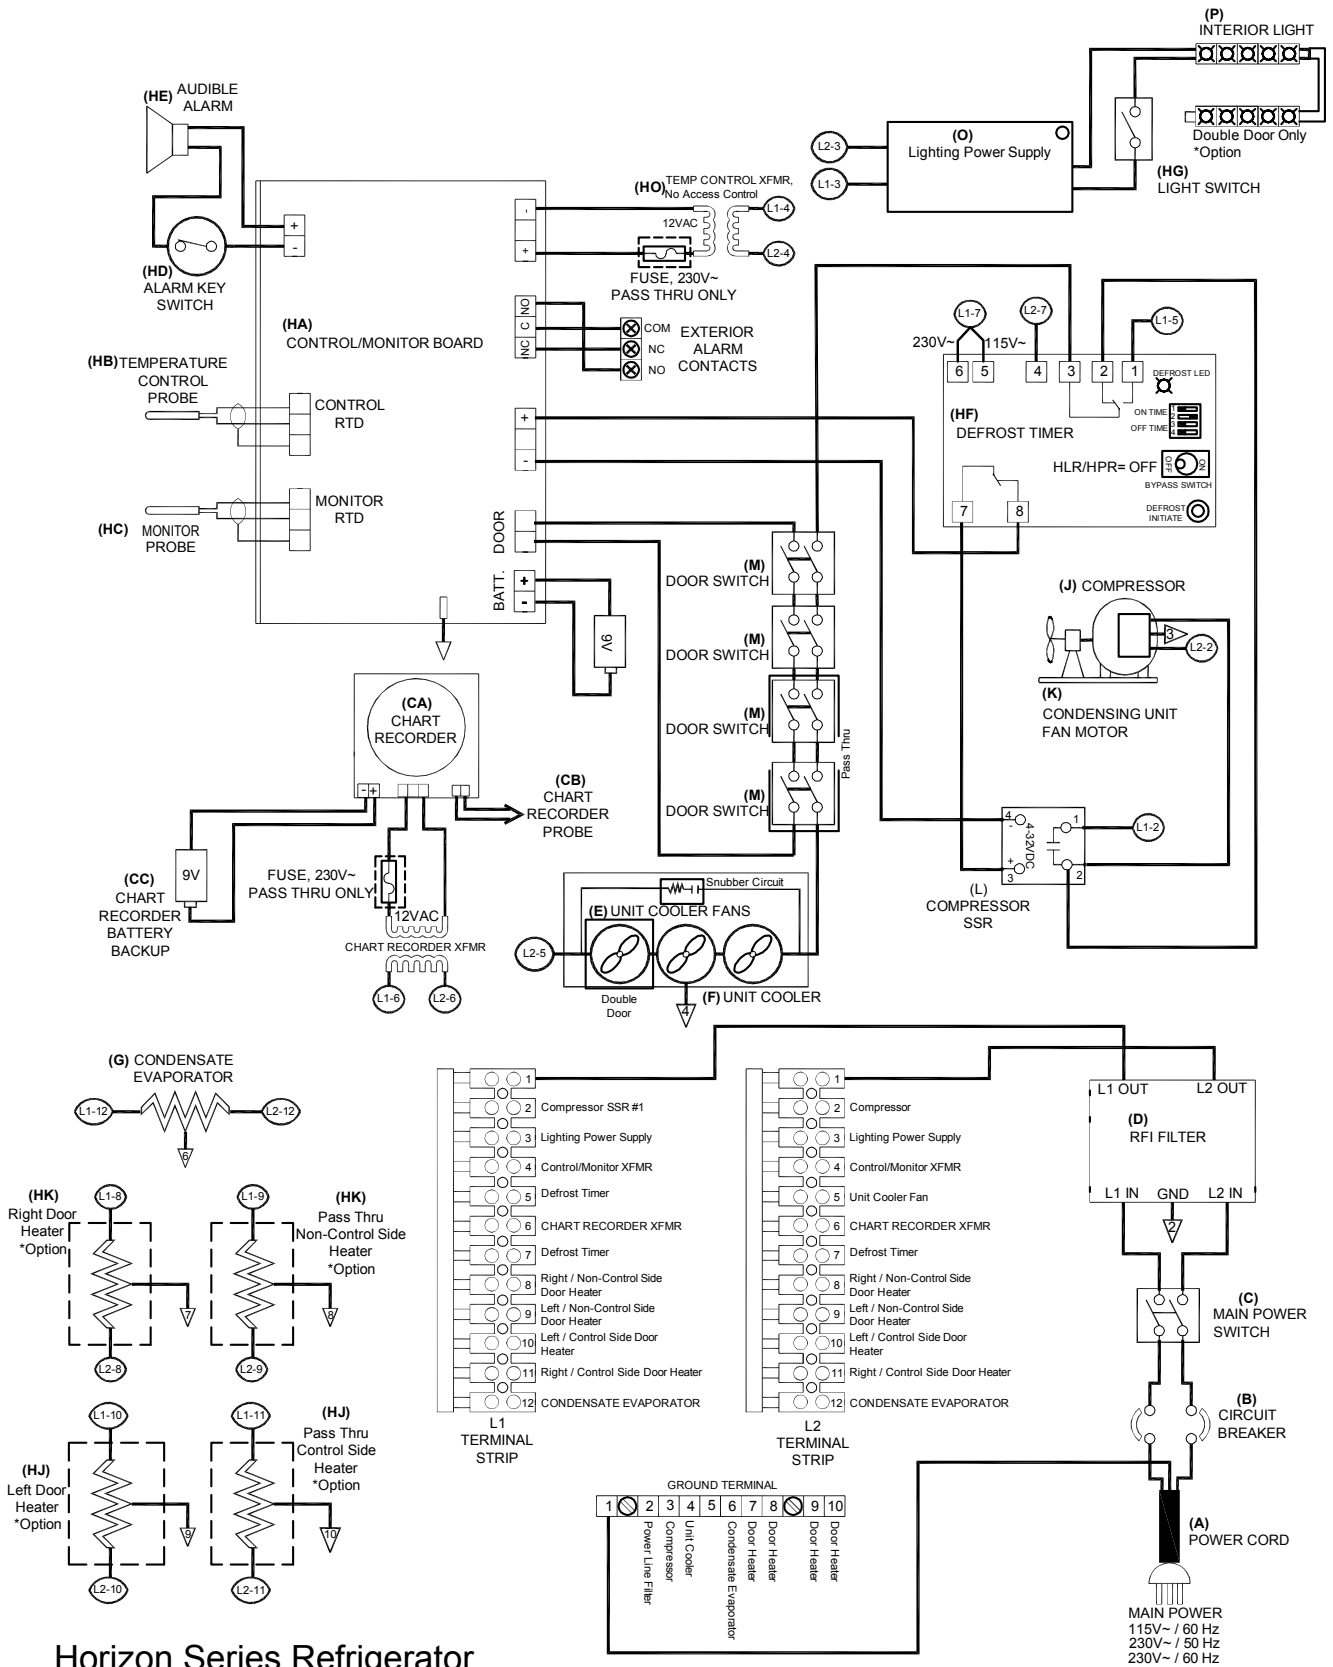 (P)
INTERIOR LIGHT
Double Door Only
*Option
(HE) AUDIBLE
ALARM
(O)
Lighting Power Supply
L2-3
L1-3
(HG)
LIGHT SWITCH
(HO) TEMP CONTROL XFMR,
No Access Control
12VAC
L1-4
L2-4
FUSE, 230V~
PASS THRU ONLY
+
-
-
+
(HD)
ALARM KEY
SWITCH
(HA)
CONTROL/MONITOR BOARD
NO
C
NC
COM
NC
NO
EXTERIOR
ALARM
CONTACTS
L1-7
L2-7
L1-5
230V~
115V~
6 5 4 3 2 1
DEFROST LED
(HF)
DEFROST TIMER
ON TIME
OFF TIME
1
2
3
4
HLR/HPR= OFF
OFF
ON
BYPASS SWITCH
DEFROST
INITIATE
7 8
(HB) TEMPERATURE
CONTROL
PROBE
CONTROL
RTD
+
-
(HC) MONITOR
PROBE
MONITOR
RTD
DOOR
BATT.
+
-
9V
(M)
DOOR SWITCH
(M)
DOOR SWITCH
(M)
DOOR SWITCH
(M)
DOOR SWITCH
Pass Thru
(J) COMPRESSOR
3
L2-2
(K)
CONDENSING UNIT
FAN MOTOR
(CA)
CHART
RECORDER
- +
(CB)
CHART
RECORDER
PROBE
9V
(CC)
CHART
RECORDER
BATTERY
BACKUP
FUSE, 230V~
PASS THRU ONLY
12VAC
CHART RECORDER XFMR
L1-6
L2-6
4
-
4-32VDC
+
3
1
2
L1-2
(L)
COMPRESSOR
SSR
Snubber Circuit
(E) UNIT COOLER FANS
L2-5
Double
Door
4
(F) UNIT COOLER
(G) CONDENSATE
EVAPORATOR
L1-12
L2-12
6
(HK)
Right Door
Heater
*Option
L1-8
7
L2-8
L1-9
(HK)
Pass Thru
Non-Control Side
Heater
*Option
8
L2-9
(HJ)
Left Door
Heater
*Option
L1-10
9
L2-10
L1-11
(HJ)
Pass Thru
Control Side
Heater
*Option
10
L2-11
1
2 Compressor SSR #1
3 Lighting Power Supply
4 Control/Monitor XFMR
5 Defrost Timer
6 CHART RECORDER XFMR
7 Defrost Timer
8 Right / Non-Control Side
Door Heater
9 Left / Non-Control Side
Door Heater
10 Left / Control Side Door
Heater
11 Right / Control Side Door Heater
12 CONDENSATE EVAPORATOR
L1
TERMINAL
STRIP
1
2 Compressor
3 Lighting Power Supply
4 Control/Monitor XFMR
5 Unit Cooler Fan
6 CHART RECORDER XFMR
7 Defrost Timer
8 Right / Non-Control Side
Door Heater
9 Left / Non-Control Side
Door Heater
10 Left / Control Side Door
Heater
11 Right / Control Side Door Heater
12 CONDENSATE EVAPORATOR
L2
TERMINAL
STRIP
L1 OUT
L2 OUT
(D)
RFI FILTER
L1 IN
GND
L2 IN
2
(C)
MAIN POWER
SWITCH
(B)
CIRCUIT
BREAKER
(A)
POWER CORD
MAIN POWER
115V~ / 60 Hz
230V~ / 50 Hz
230V~ / 60 Hz
GROUND TERMINAL
1 2 3 4 5 6 7 8 9 10
Power Line Filter
Compressor
Unit Cooler
Condensate Evaporator
Door Heater
Door Heater
Door Heater
Door Heater
Horizon Series Refrigerator